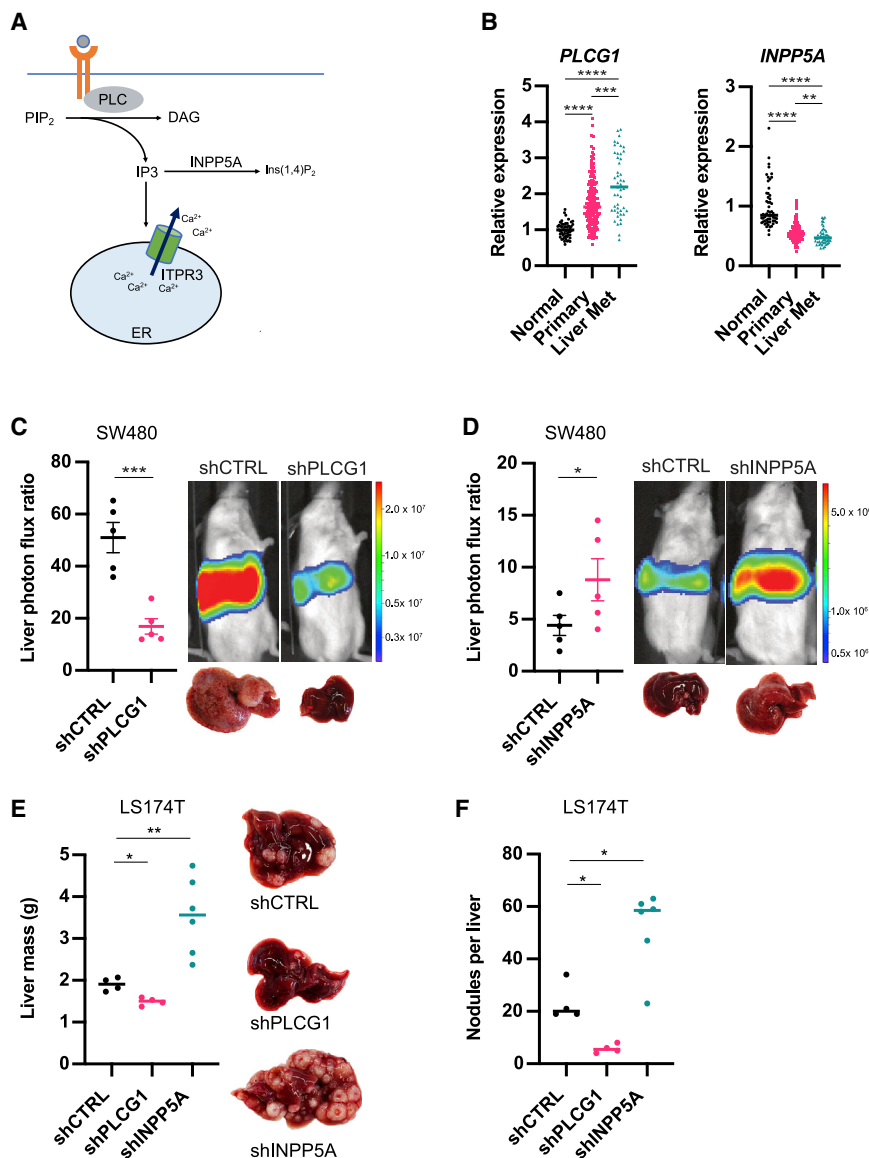 A
PLC
PIP₂
DAG
IP3
INPP5A
Ins(1,4)P₂
Ca²⁺
Ca²⁺
ITPR3
Ca²⁺
Ca²⁺
Ca²⁺
ER
B
PLCG1
****
***
****
Relative expression
5
4
3
2
1
0
Normal
Primary
Liver Met
INPP5A
****
**
****
Relative expression
3
2
1
0
Normal
Primary
Liver Met
C
SW480
***
Liver photon flux ratio
80
60
40
20
0
shCTRL
shPLCG1
shCTRL
shPLCG1
2.0 x 10⁷
1.0 x 10⁷
0.5x 10⁷
0.3x 10⁷
D
SW480
*
Liver photon flux ratio
20
15
10
5
0
shCTRL
shINPP5A
shCTRL
shINPP5A
1.0x 10⁶
0.5x 10⁶
E
LS174T
**
*
Liver mass (g)
5
4
3
2
1
0
shCTRL
shPLCG1
shINPP5A
shCTRL
shPLCG1
shINPP5A
F
LS174T
*
*
Nodules per liver
80
60
40
20
0
shCTRL
shPLCG1
shINPP5A